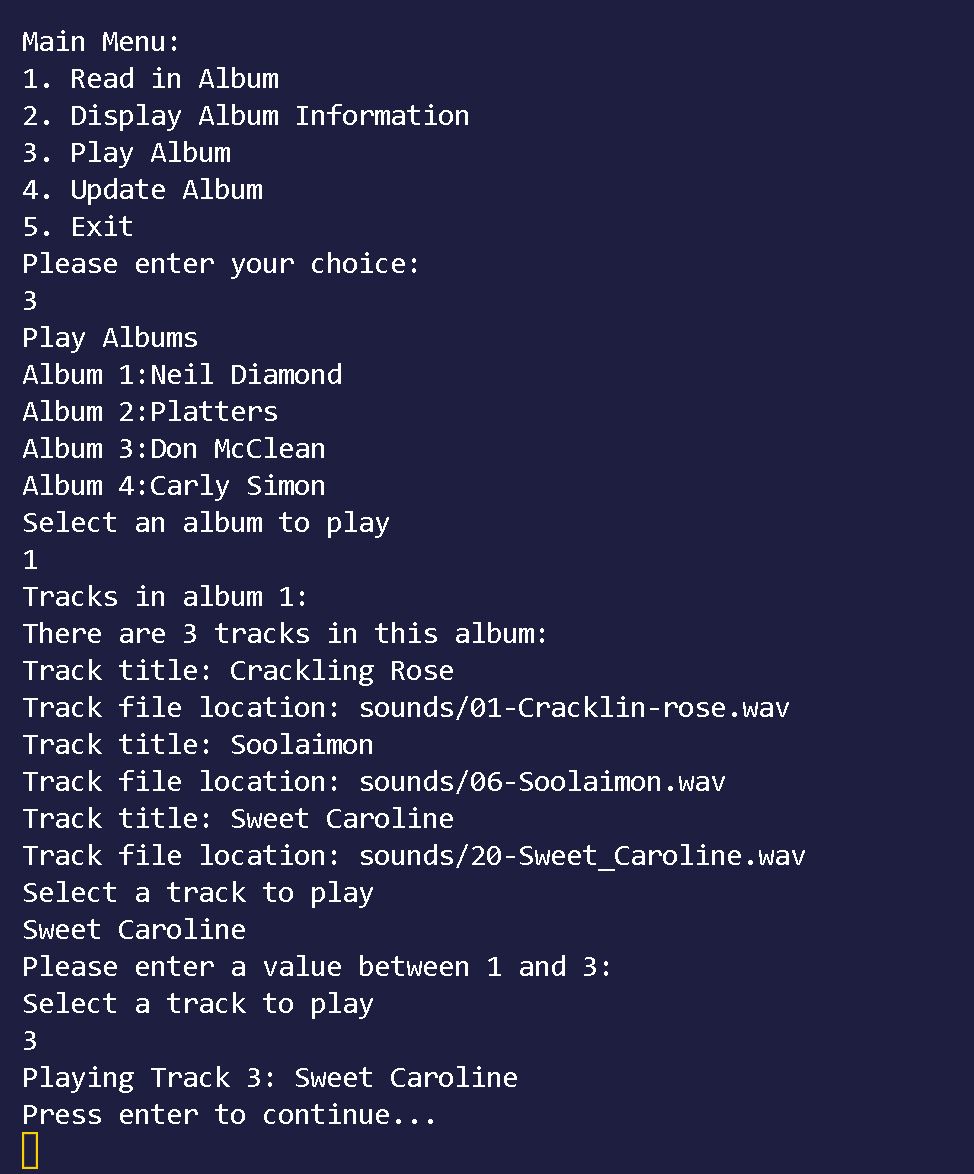 Main Menu:
1. Read in Album
2. Display Album Information
3. Play Album
4. Update Album
5. Exit
Please enter your choice:
3
Play Albums
Album 1:Neil Diamond
Album 2:Platters
Album 3:Don McClean
Album 4:Carly Simon
Select an album to play
1
Tracks in album 1:
There are 3 tracks in this album:
Track title: Crackling Rose
Track file location: sounds/01-Cracklin-rose.wav
Track title: Soolaimon
Track file location: sounds/06-Soolaimon.wav
Track title: Sweet Caroline
Track file location: sounds/20-Sweet_Caroline.wav
Select a track to play
Sweet Caroline
Please enter a value between 1 and 3:
Select a track to play
3
Playing Track 3: Sweet Caroline
Press enter to continue...